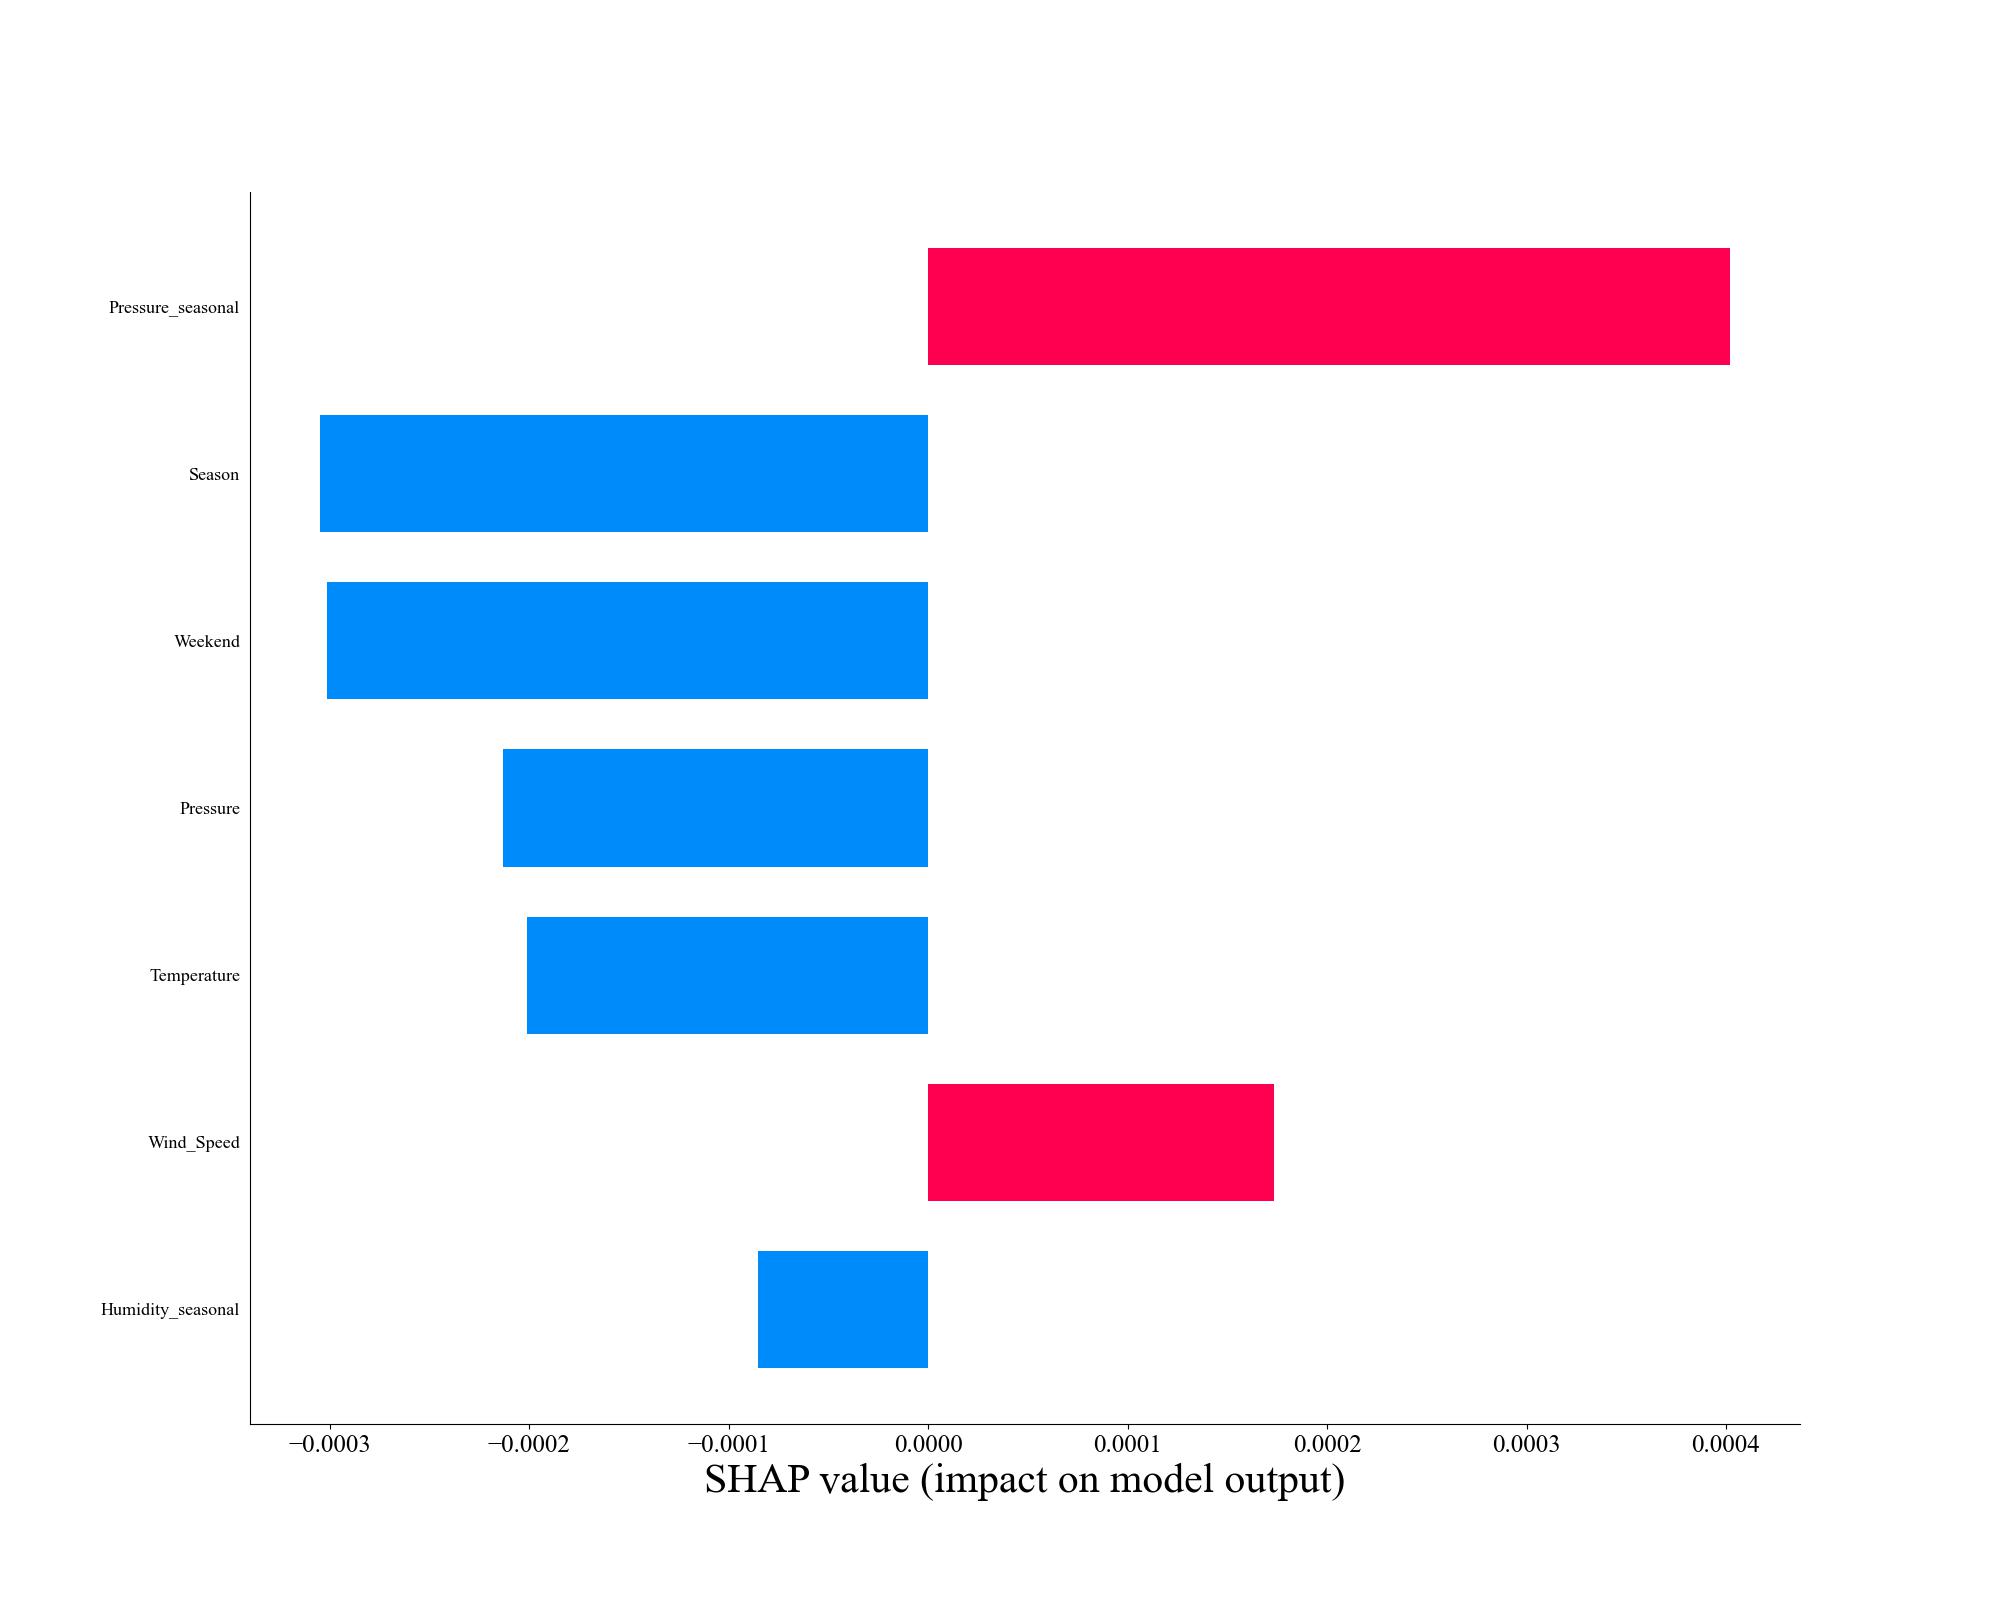 Pressure_seasonal
Season
Weekend
Pressure
Temperature
Wind_Speed
Humidity_seasonal
−0.0003 −0.0002 −0.0001 0.0000 0.0001 0.0002 0.0003 0.0004
SHAP value (impact on model output)